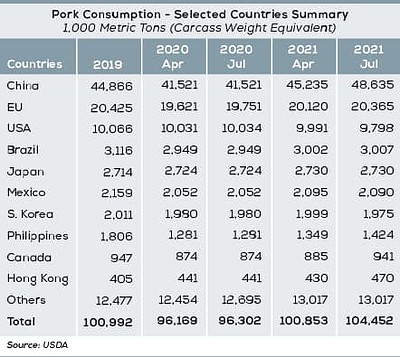 Pork Consumption - Selected Countries Summary
1,000 Metric Tons (Carcass Weight Equivalent)
Countries 2019 2020 Apr 2020 Jul 2021 Apr 2021 Jul
China 44,866 41,521 41,521 45,235 48,635
EU 20,425 19,621 19,751 20,120 20,365
USA 10,066 10,031 10,034 9,991 9,798
Brazil 3,116 2,949 2,949 3,002 3,007
Japan 2,714 2,724 2,724 2,730 2,730
Mexico 2,159 2,052 2,052 2,095 2,090
S. Korea 2,011 1,980 1,980 1,999 1,975
Philippines 1,806 1,281 1,291 1,349 1,424
Canada 947 874 874 885 941
Hong Kong 405 441 441 430 470
Others 12,477 12,454 12,695 13,017 13,017
Total 100,992 96,169 96,302 100,853 104,452
Source: USDA